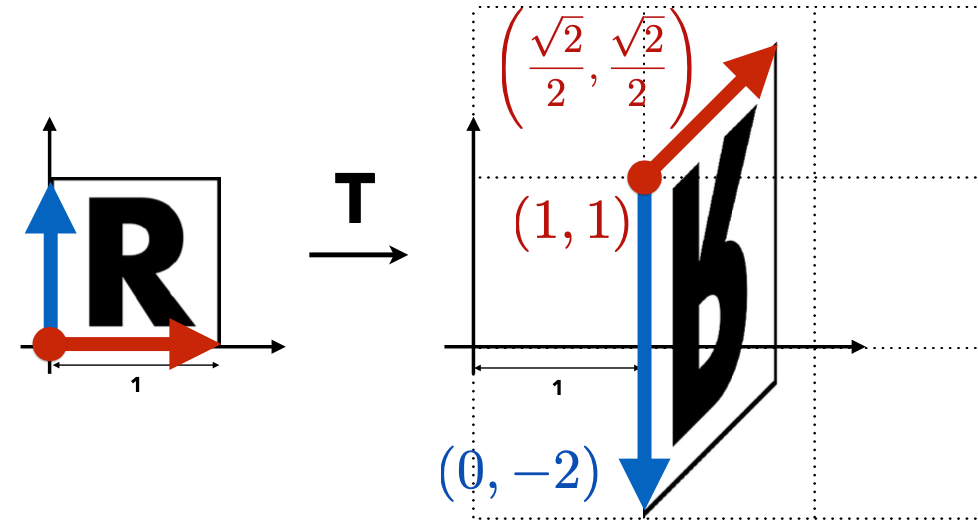 (√2/2, √2/2)
T
R
(1, 1)
R
1
1
(0, −2)